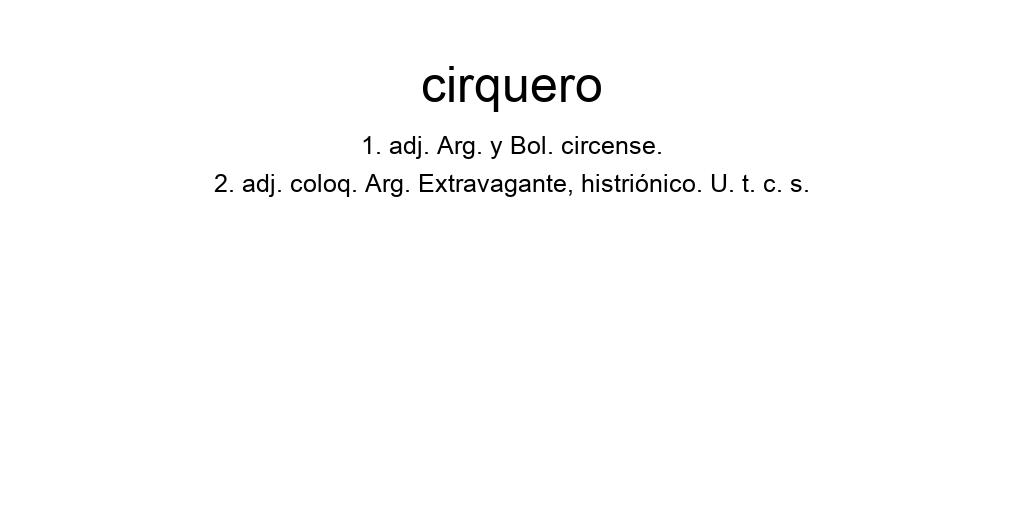 cirquero
1. adj. Arg. y Bol. circense.
2. adj. coloq. Arg. Extravagante, histriónico. U. t. c. s.